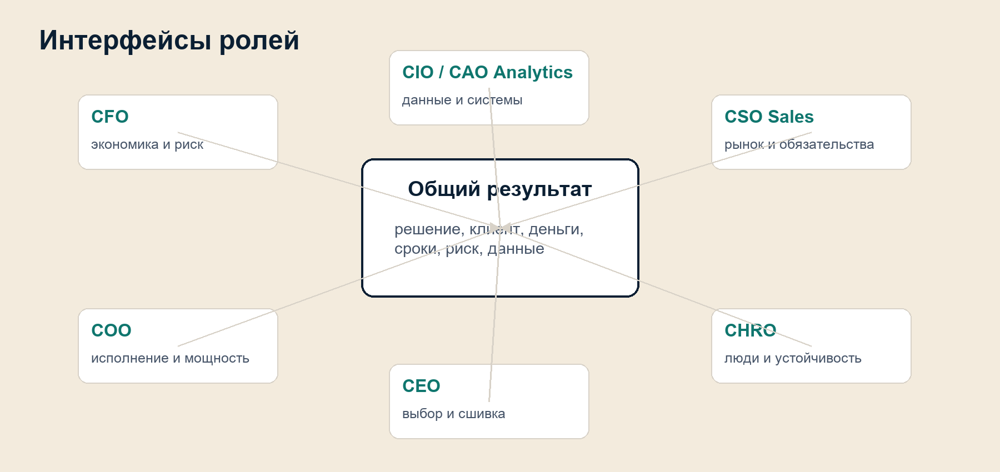 Интерфейсы ролей
CIO / CAO Analytics
данные и системы
CFO
экономика и риск
CSO Sales
рынок и обязательства
Общий результат
решение, клиент, деньги,
сроки, риск, данные
COO
исполнение и мощность
CHRO
люди и устойчивость
CEO
выбор и сшивка